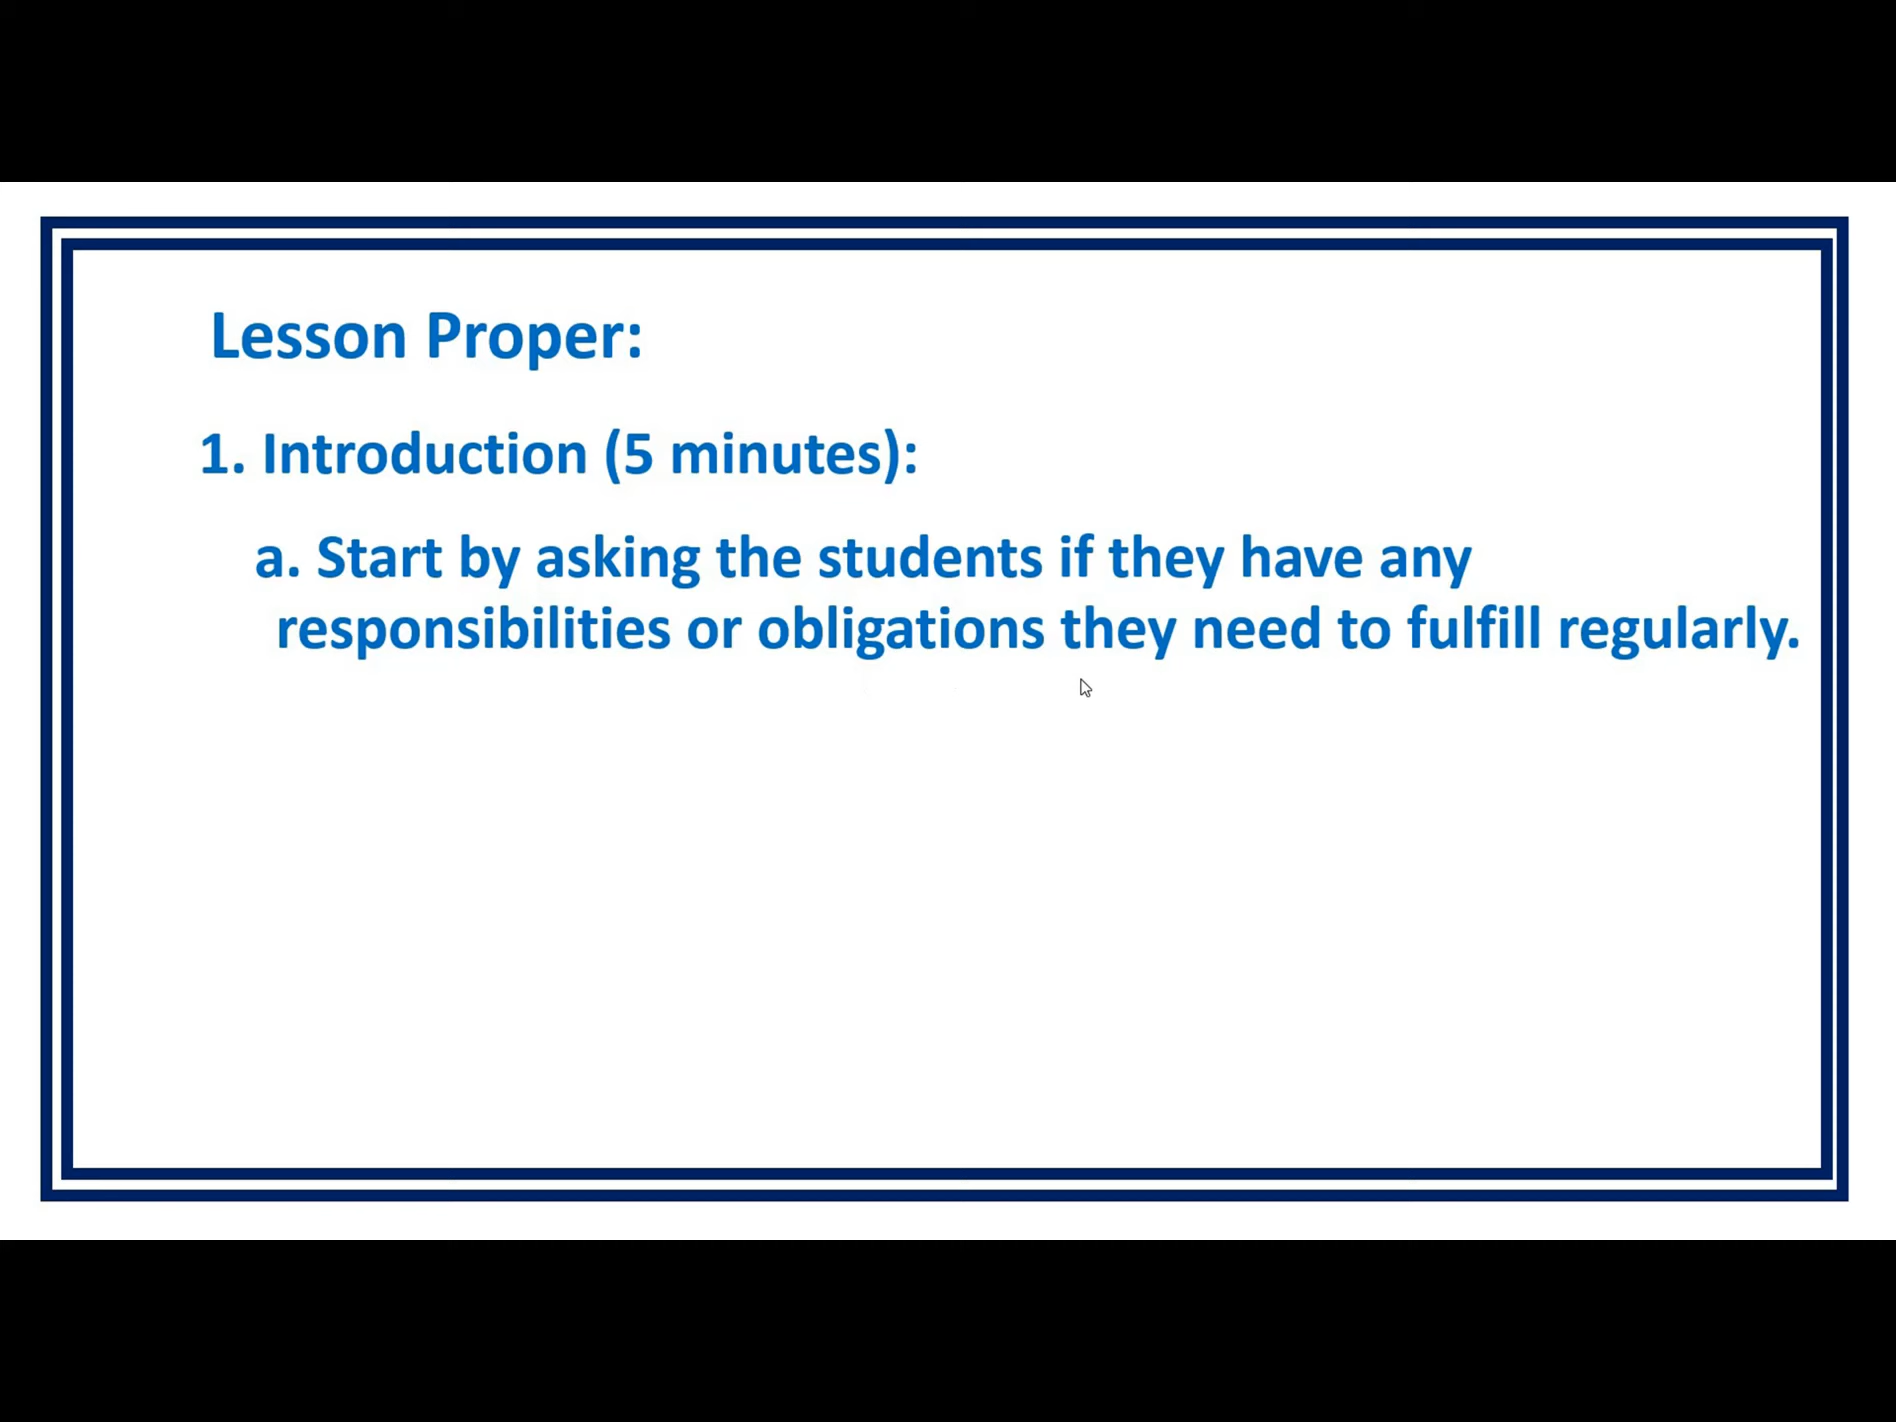 Lesson Proper:
1. Introduction (5 minutes):
a. Start by asking the students if they have any
responsibilities or obligations they need to fulfill regularly.